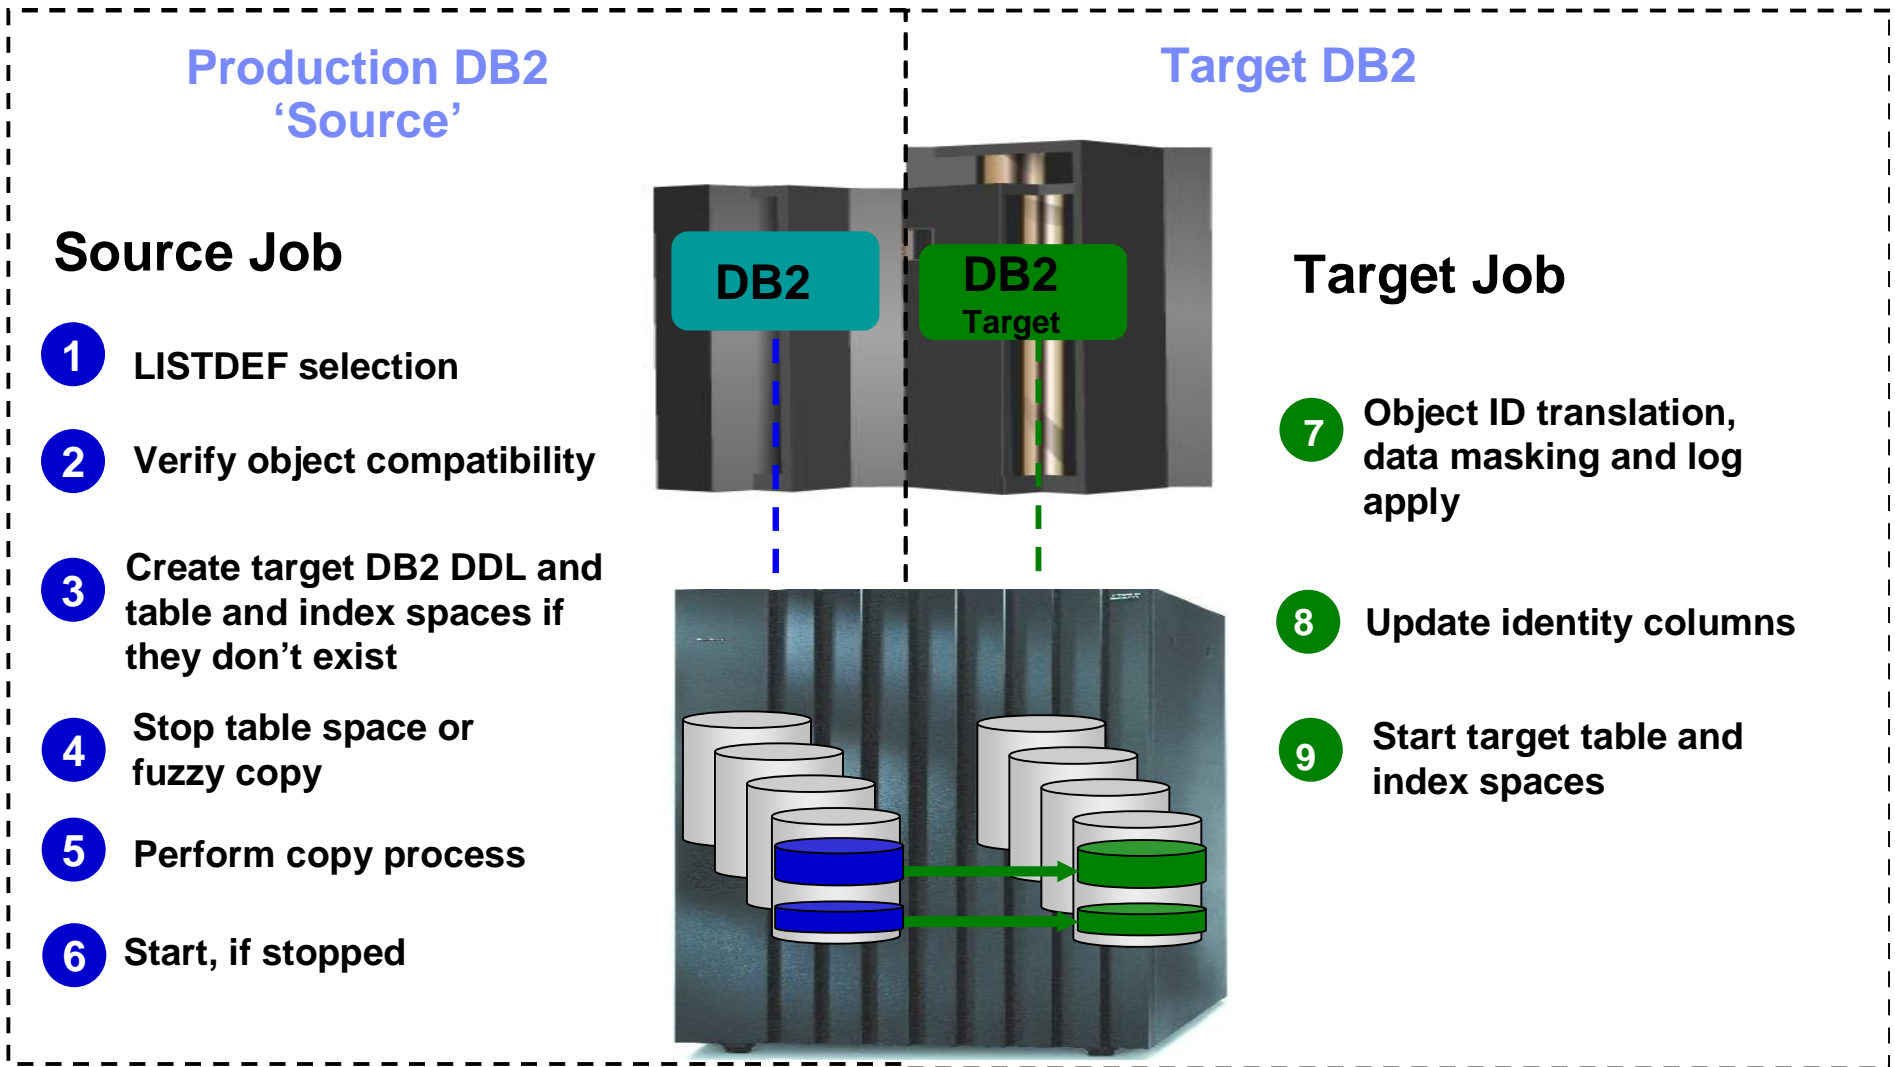 Production DB2
‘Source’
Target DB2
Source Job
1
LISTDEF selection
2
Verify object compatibility
3
Create target DB2 DDL and
table and index spaces if
they don’t exist
4
Stop table space or
fuzzy copy
5
Perform copy process
6
Start, if stopped
DB2
DB2
Target
Target Job
7
Object ID translation,
data masking and log
apply
8
Update identity columns
9
Start target table and
index spaces